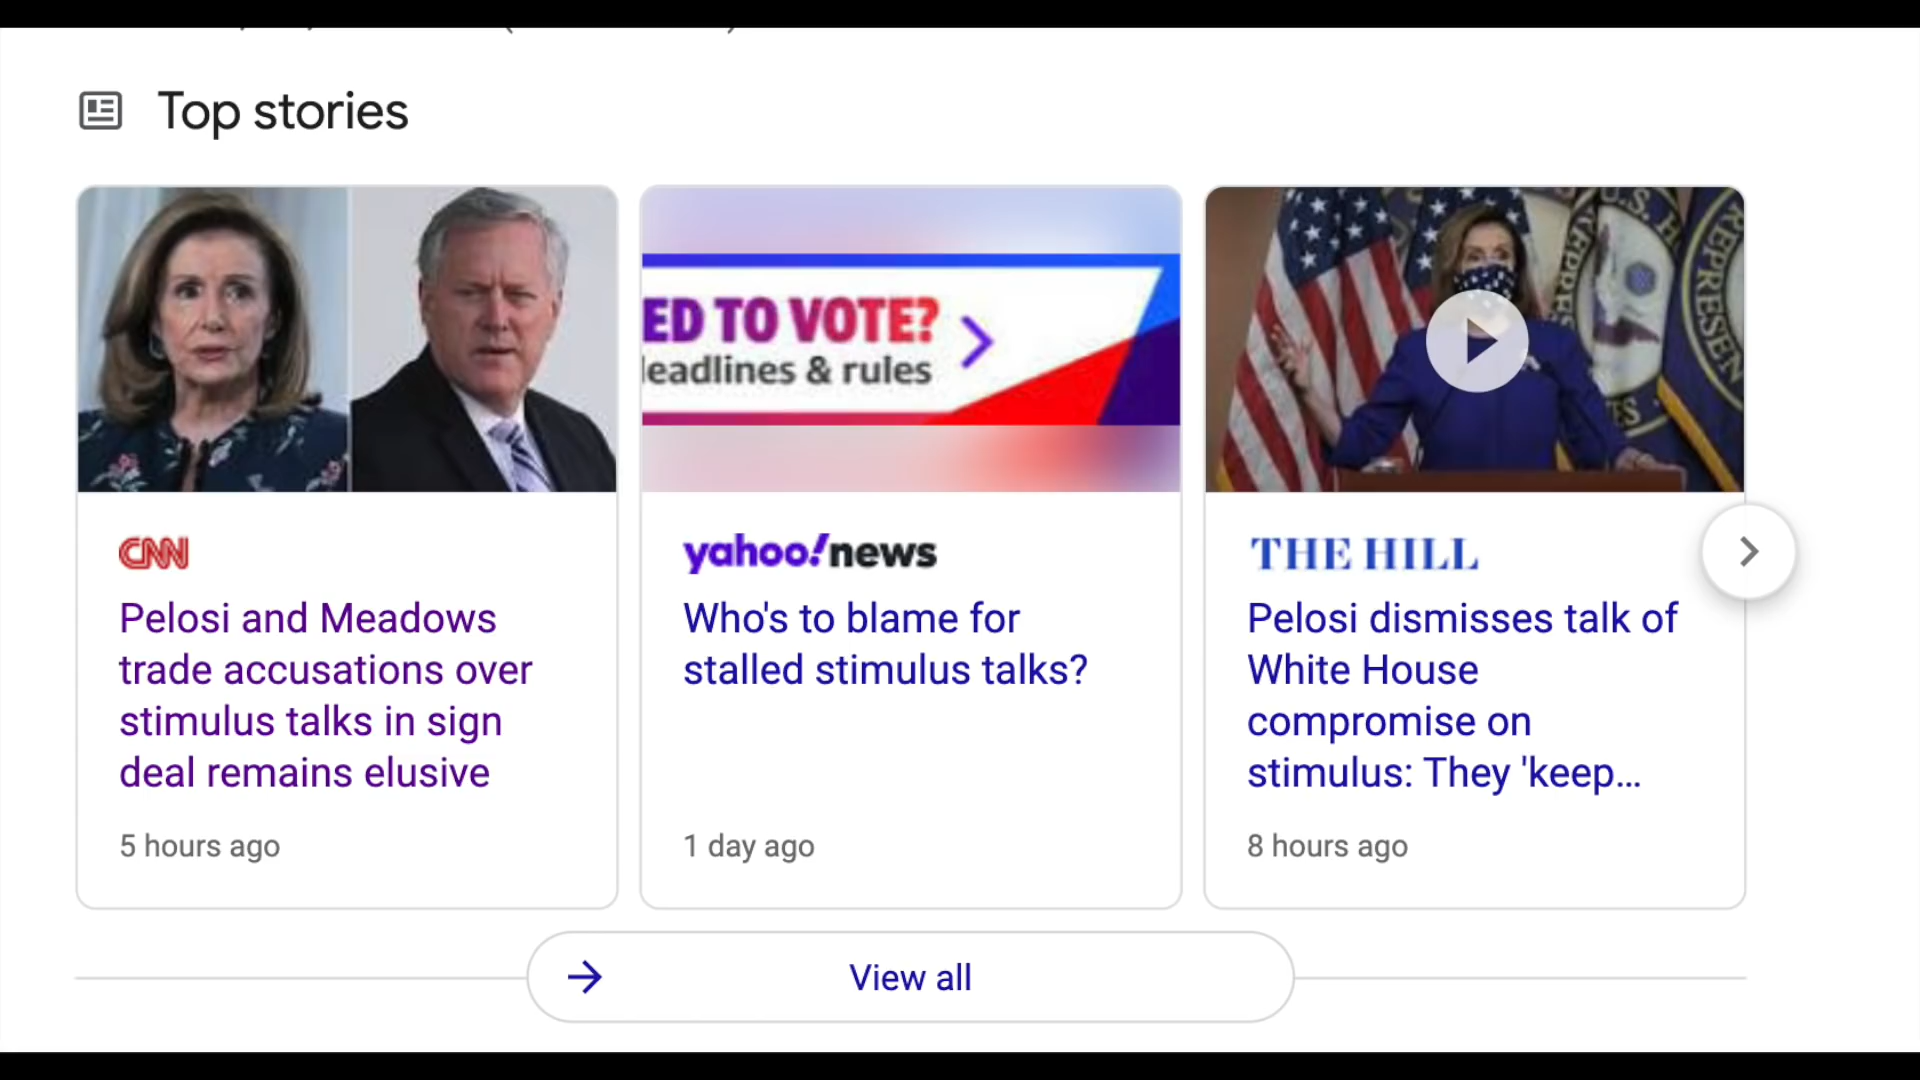 Top stories
ED TO VOTE?
eadlines & rules
CNN
Pelosi and Meadows
trade accusations over
stimulus talks in sign
deal remains elusive
5 hours ago
yahoo!news
Who's to blame for
stalled stimulus talks?
1 day ago
U.S. H
REPRESEN
THE HILL
Pelosi dismisses talk of
White House
compromise on
stimulus: They 'keep...
8 hours ago
View all